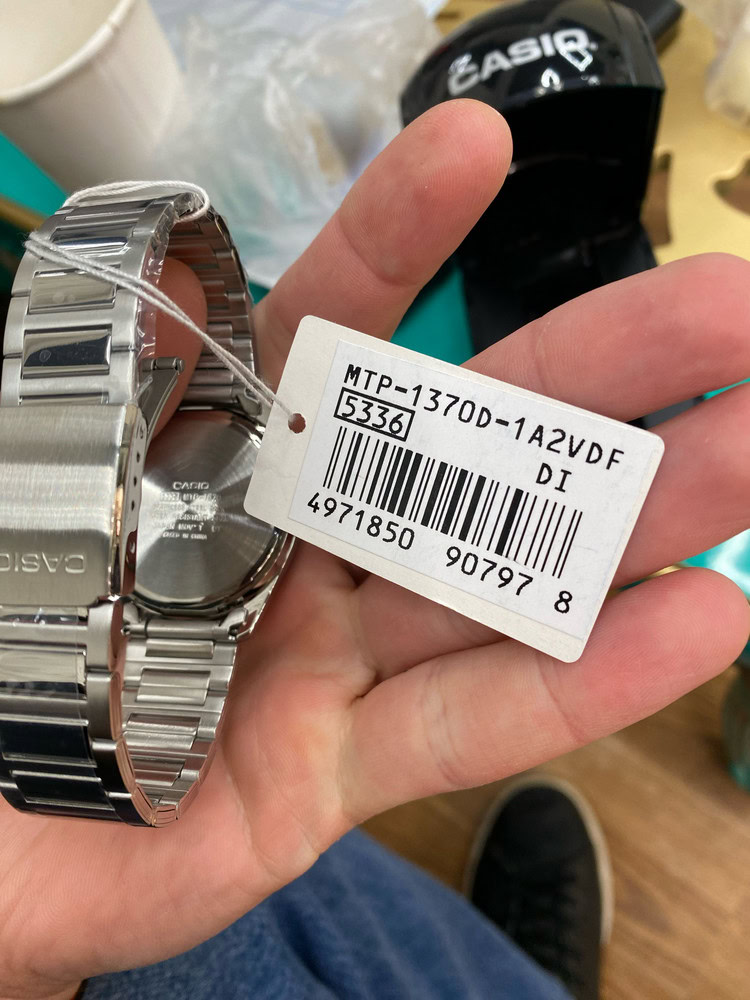 CASIO
MTP-1370D-1A2VDF
5336
DI
4971850 90797 8
CASIO
CASIO